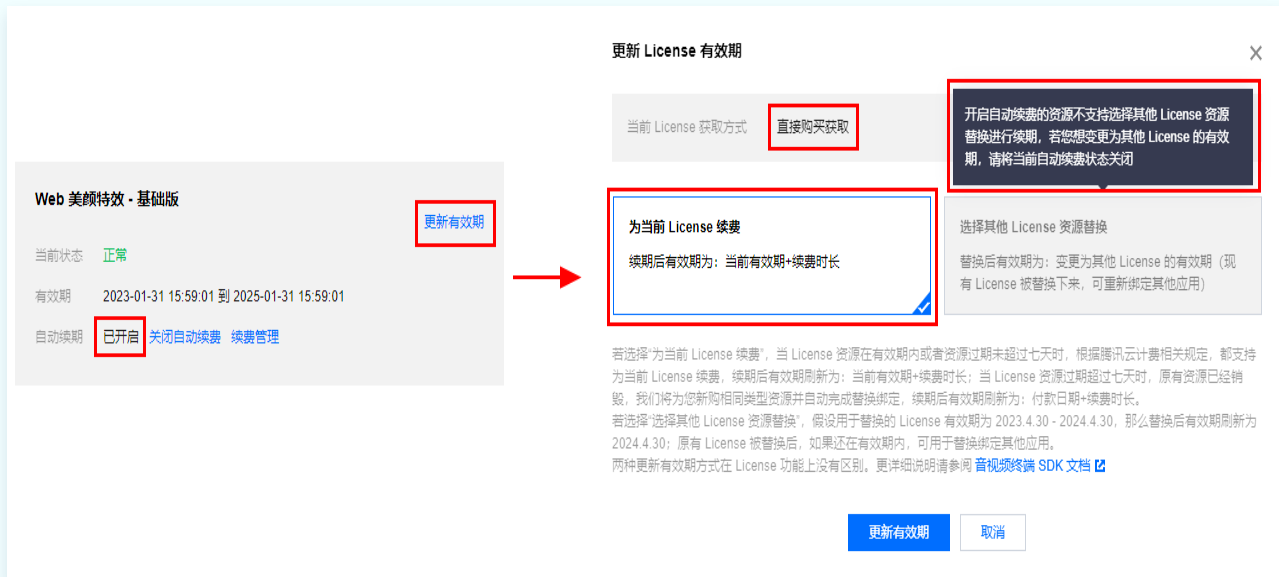 Web 美颜特效 - 基础版
更新有效期
当前状态 正常
有效期 2023-01-31 15:59:01 到 2025-01-31 15:59:01
自动续期 已开启 关闭自动续费 续费管理
更新 License 有效期
当前 License 获取方式 直接购买获取
开启自动续费的资源不支持选择其他 License 资源
替换进行续期，若您想变更为其他 License 的有效
期，请将当前自动续费状态关闭
为当前 License 续费
续期后有效期为：当前有效期+续费时长
选择其他 License 资源替换
替换后有效期为：变更为其他 License 的有效期（现
有 License 被替换下来，可重新绑定其他应用）
若选择“为当前 License 续费”，当 License 资源在有效期内或者资源过期未超过七天时，根据腾讯云计费相关规定，都支持
为当前 License 续费，续期后有效期刷新为：当前有效期+续费时长；当 License 资源过期超过七天时，原有资源已经销
毁，我们将为您新购相同类型资源并自动完成替换绑定，续期后有效期刷新为：付款日期+续费时长。
若选择“选择其他 License 资源替换”，假设用于替换的 License 有效期为 2023.4.30 - 2024.4.30，那么替换后有效期刷新为
2024.4.30；原有 License 被替换后，如果还在有效期内，可用于替换绑定其他应用。
两种更新有效期方式在 License 功能上没有区别。更详细说明请参阅 音视频终端 SDK 文档
更新有效期 取消